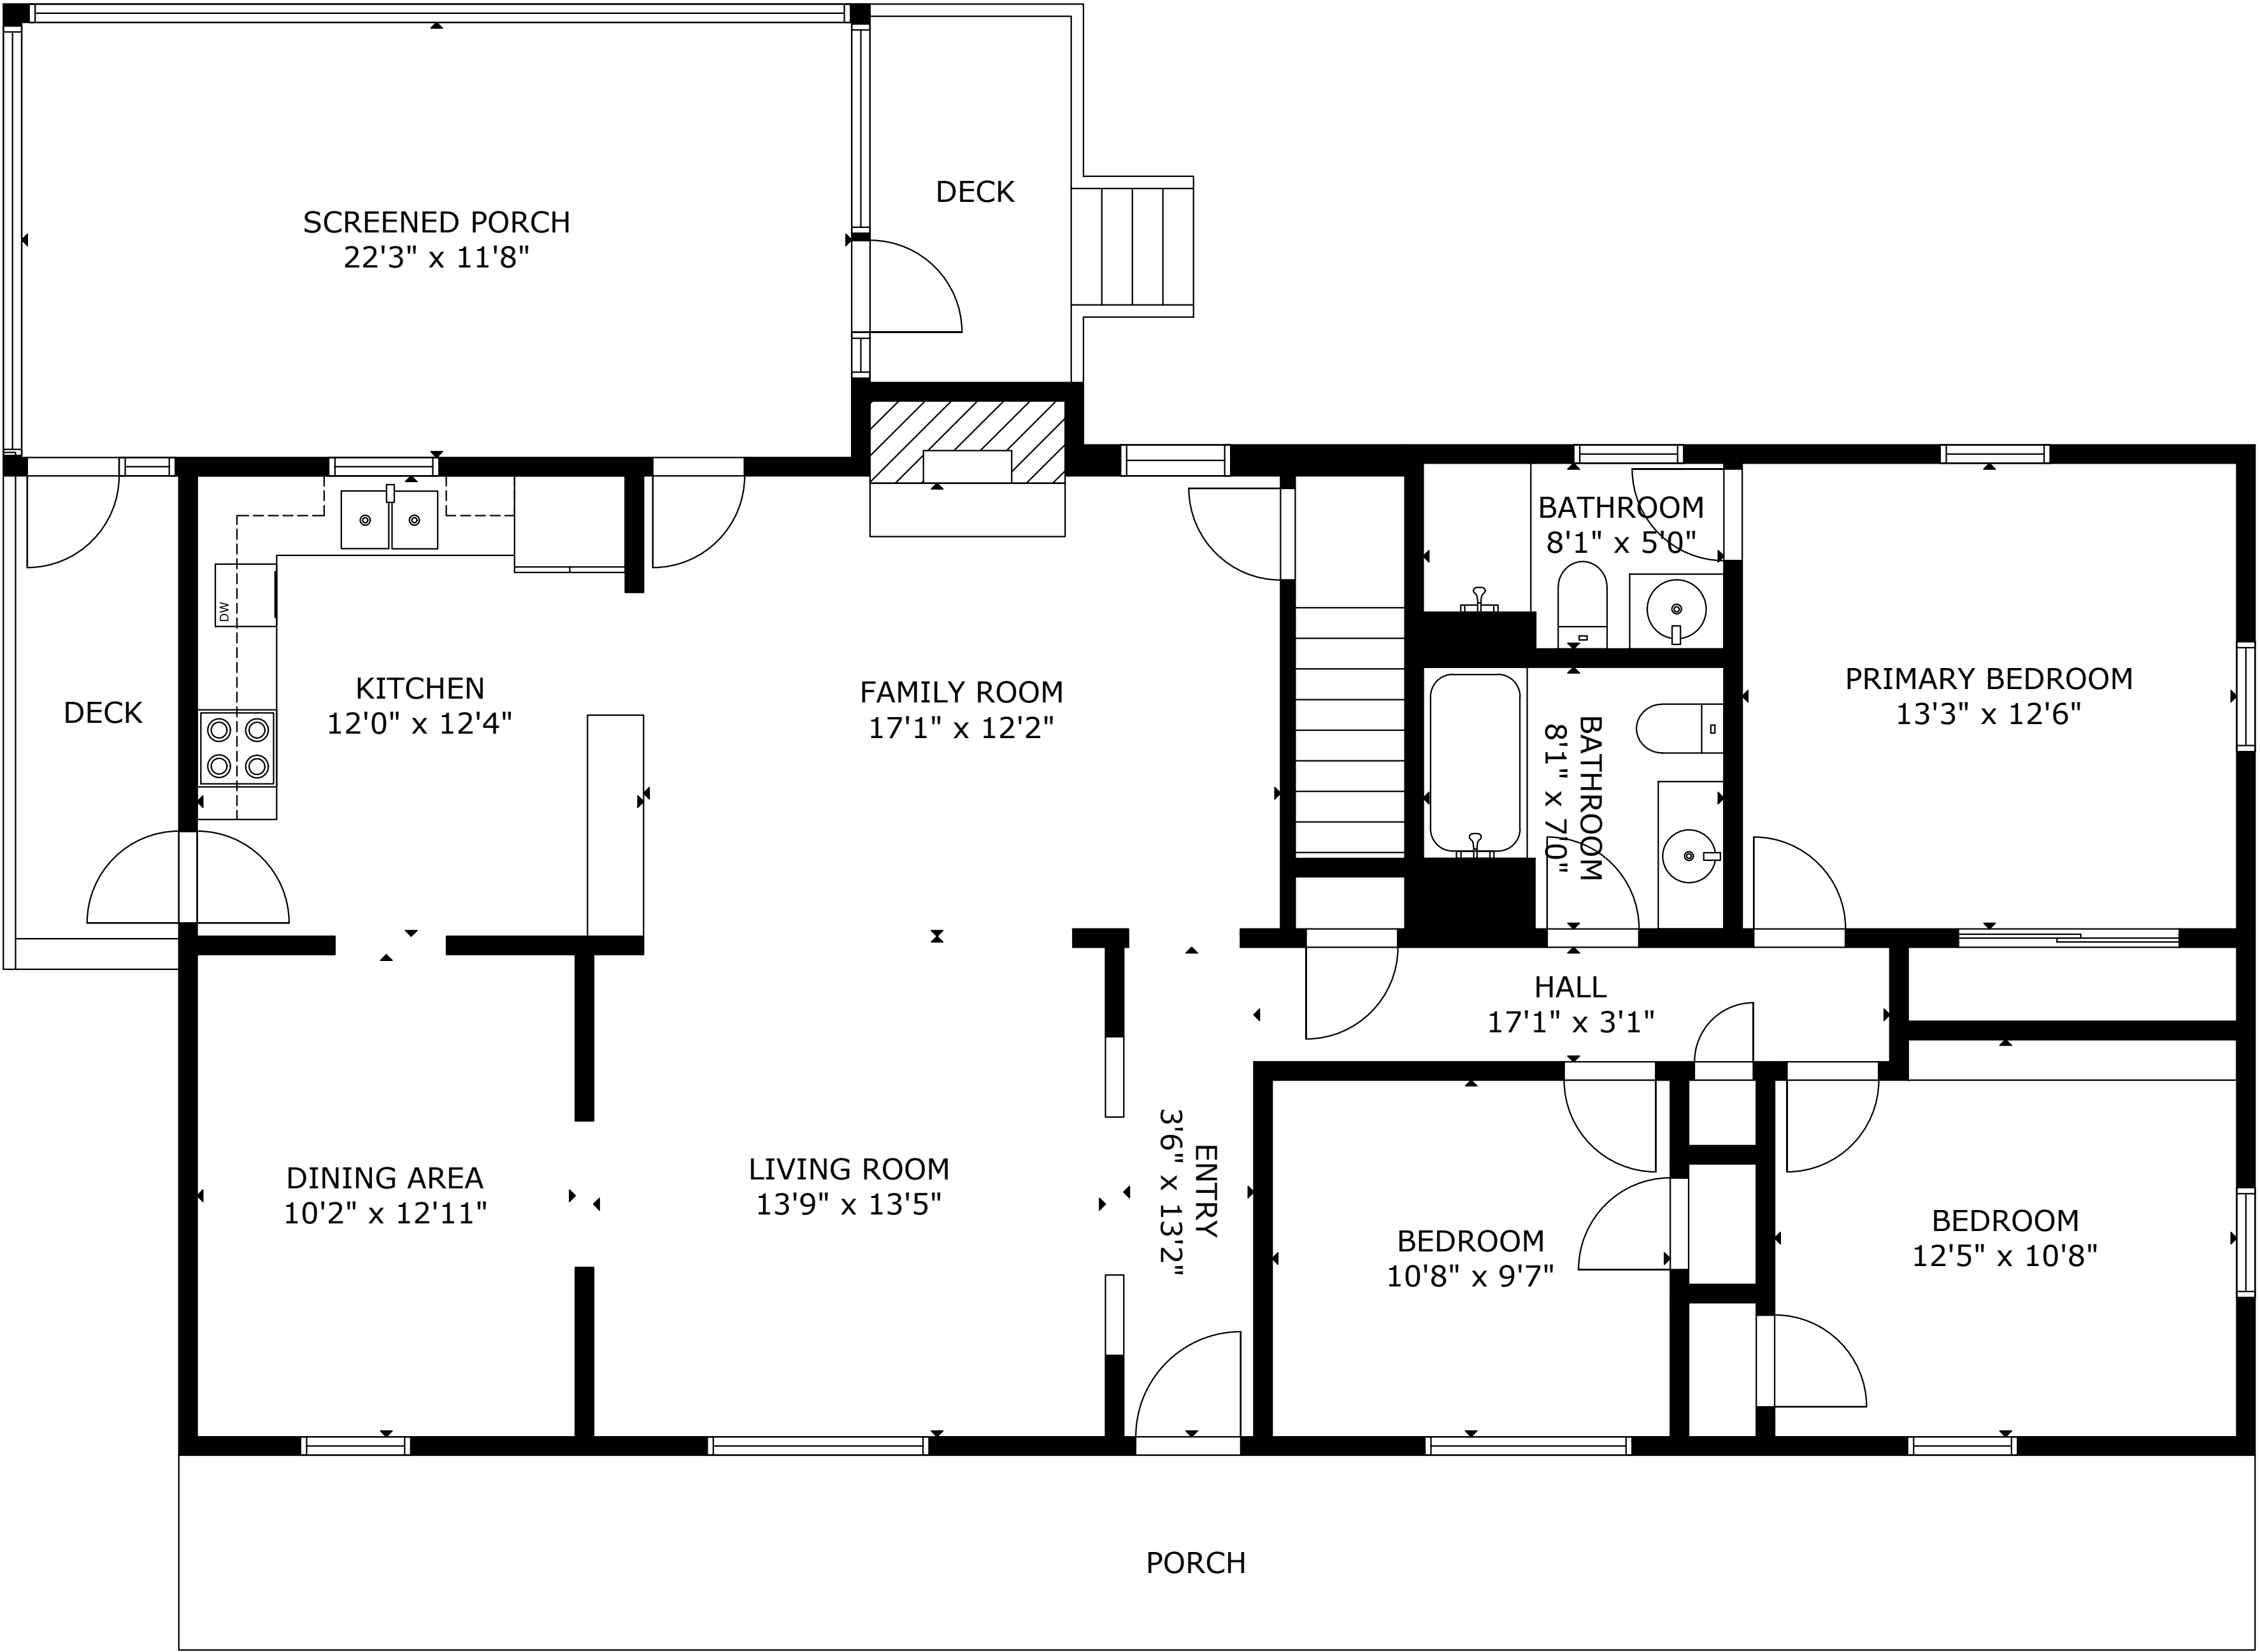 DECK
SCREENED PORCH
22'3" x 11'8"
BATHROOM
8'1" x 5'0"
DW
KITCHEN
12'0" x 12'4"
FAMILY ROOM
17'1" x 12'2"
PRIMARY BEDROOM
13'3" x 12'6"
DECK
BATHROOM
8'1" x 7'0"
HALL
17'1" x 3'1"
DINING AREA
10'2" x 12'11"
LIVING ROOM
13'9" x 13'5"
ENTRY
3'6" x 13'2"
BEDROOM
10'8" x 9'7"
BEDROOM
12'5" x 10'8"
PORCH